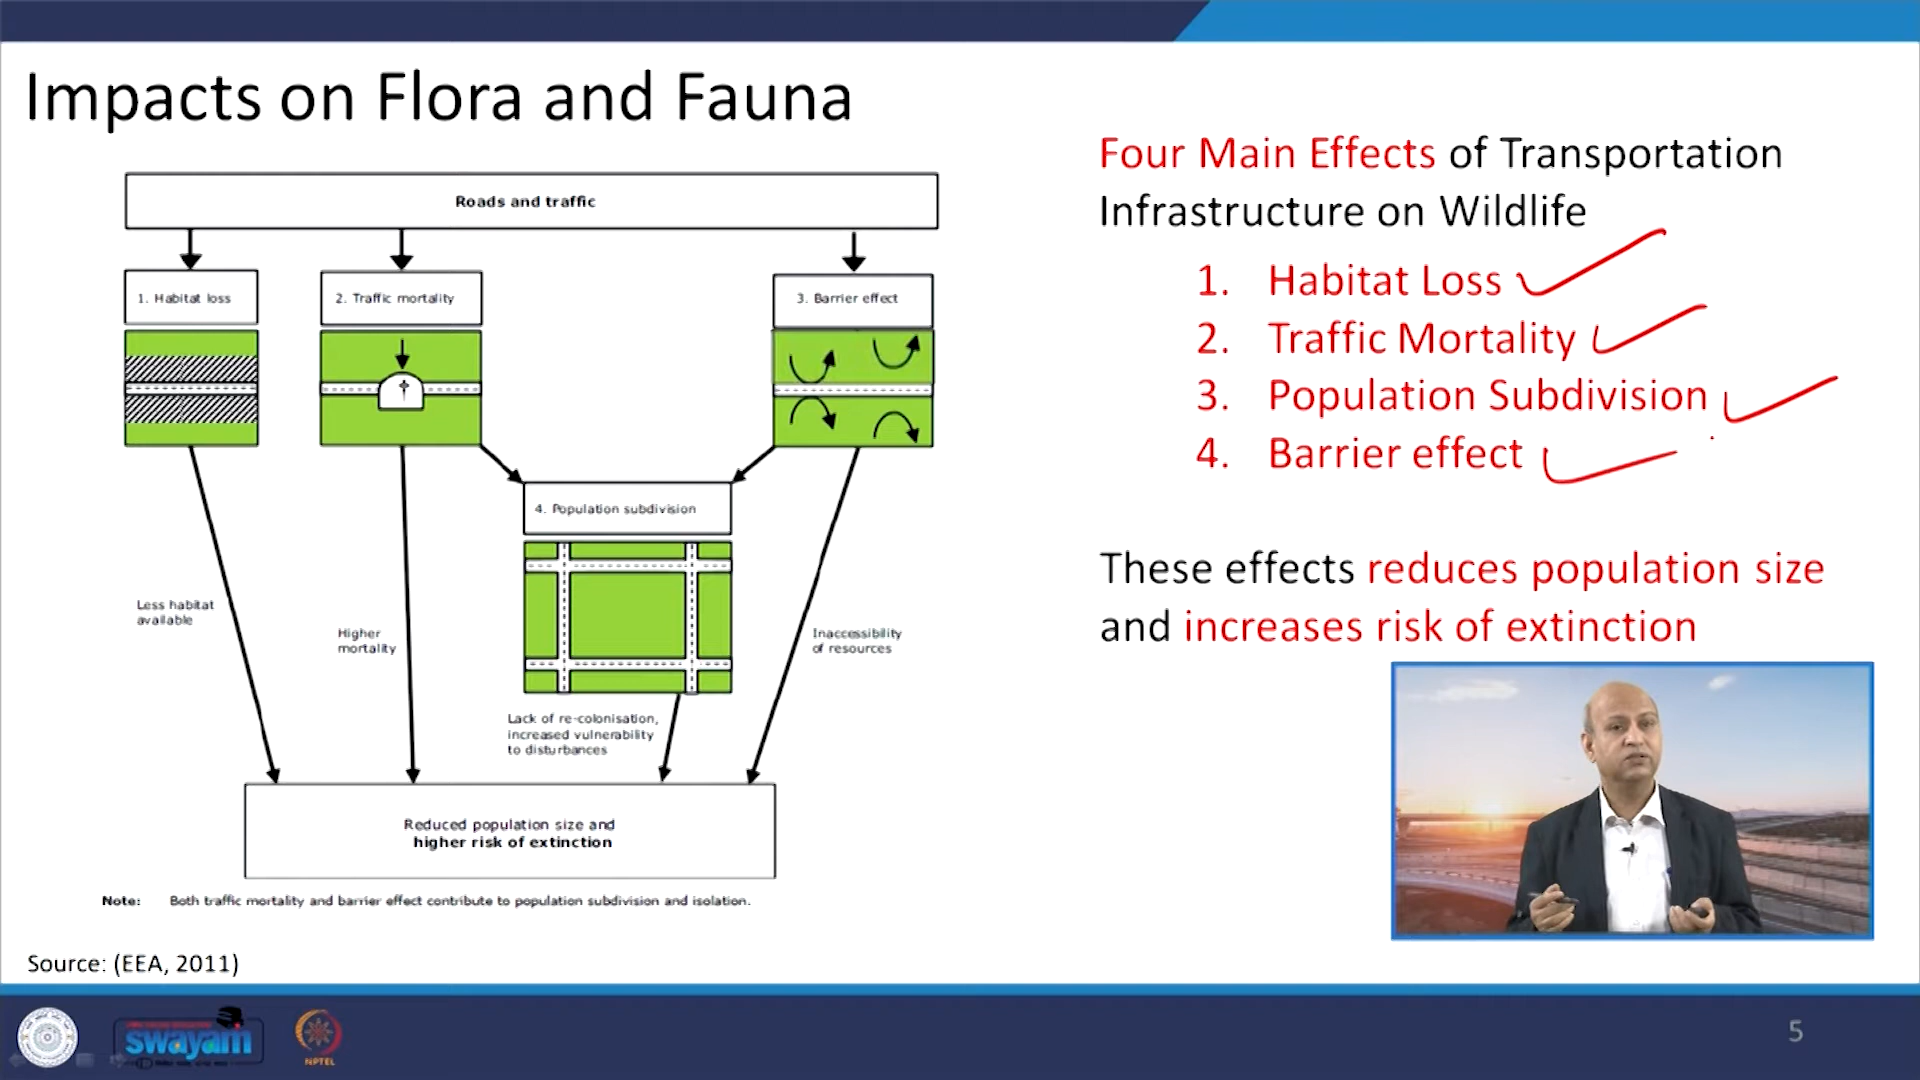 Impacts on Flora and Fauna
Roads and traffic
1. Habitat loss
2. Traffic mortality
3. Barrier effect
4. Population subdivision
Less habitat
available
Higher
mortality
Inaccessibility
of resources
Lack of re-colonisation,
increased vulnerability
to disturbances
Reduced population size and
higher risk of extinction
Note: Both traffic mortality and barrier effect contribute to population subdivision and isolation.
Source: (EEA, 2011)
Four Main Effects of Transportation
Infrastructure on Wildlife
1. Habitat Loss
2. Traffic Mortality
3. Population Subdivision
4. Barrier effect
These effects reduces population size
and increases risk of extinction
swayam
NPTEL
5